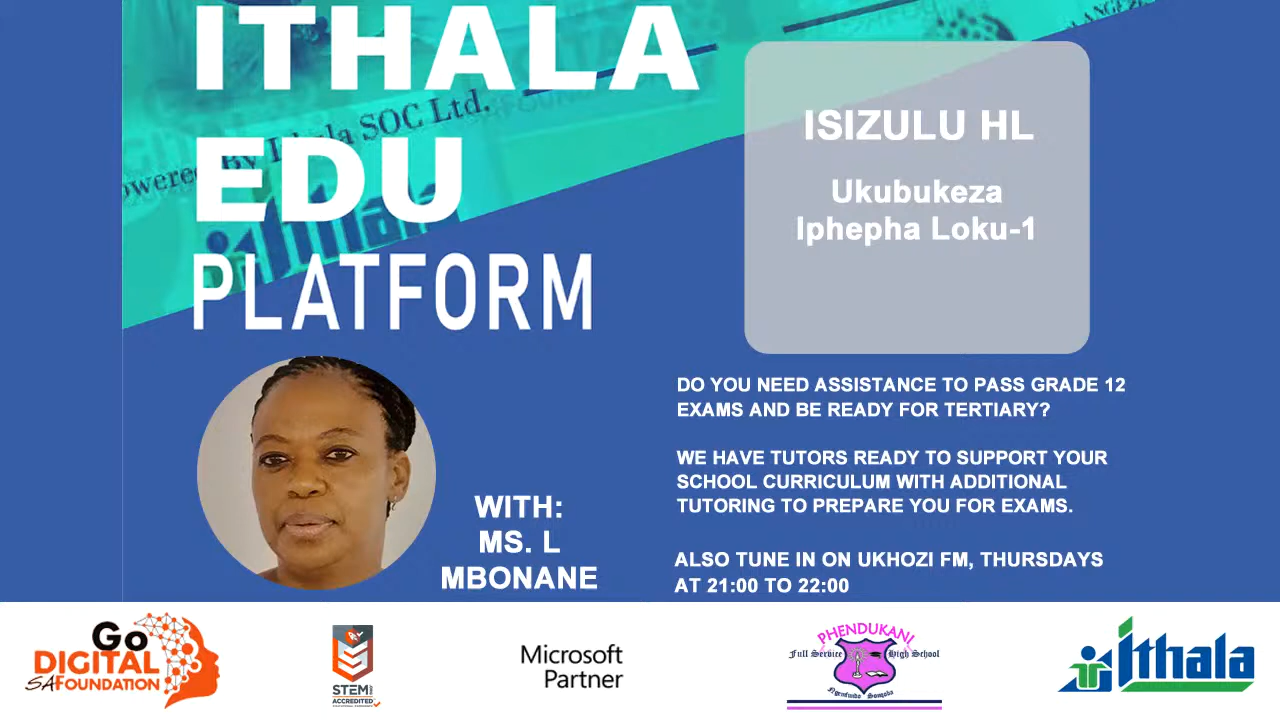 ITHALA
EDU
PLATFORM
SOC Ltd.
ISIZULU HL
Ukubukeza
Iphepha Loku-1
DO YOU NEED ASSISTANCE TO PASS GRADE 12
EXAMS AND BE READY FOR TERTIARY?
WE HAVE TUTORS READY TO SUPPORT YOUR
SCHOOL CURRICULUM WITH ADDITIONAL
TUTORING TO PREPARE YOU FOR EXAMS.
ALSO TUNE IN ON UKHOZI FM, THURSDAYS
AT 21:00 TO 22:00
WITH:
MS. L
MBONANE
Go
DIGITAL
SAFOUNDATION
STEM
ACCREDITED
Microsoft
Partner
PHENDUKANI
Full Service High School
Ithala